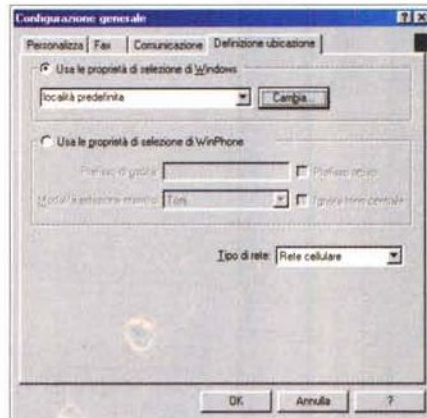 Configurazione generale
Personalizza Fax Comunicazione Definizione ubicazione
Usa le proprietà di selezione di Windows
località predefinita Cambia...
Usa le proprietà di selezione di WinPhone
Prefisso di uscita: Prefisso attivo
Modalità selezione numero: Toni Ignora tono centrale
Tipo di rete: Rete cellulare
OK Annulla ?